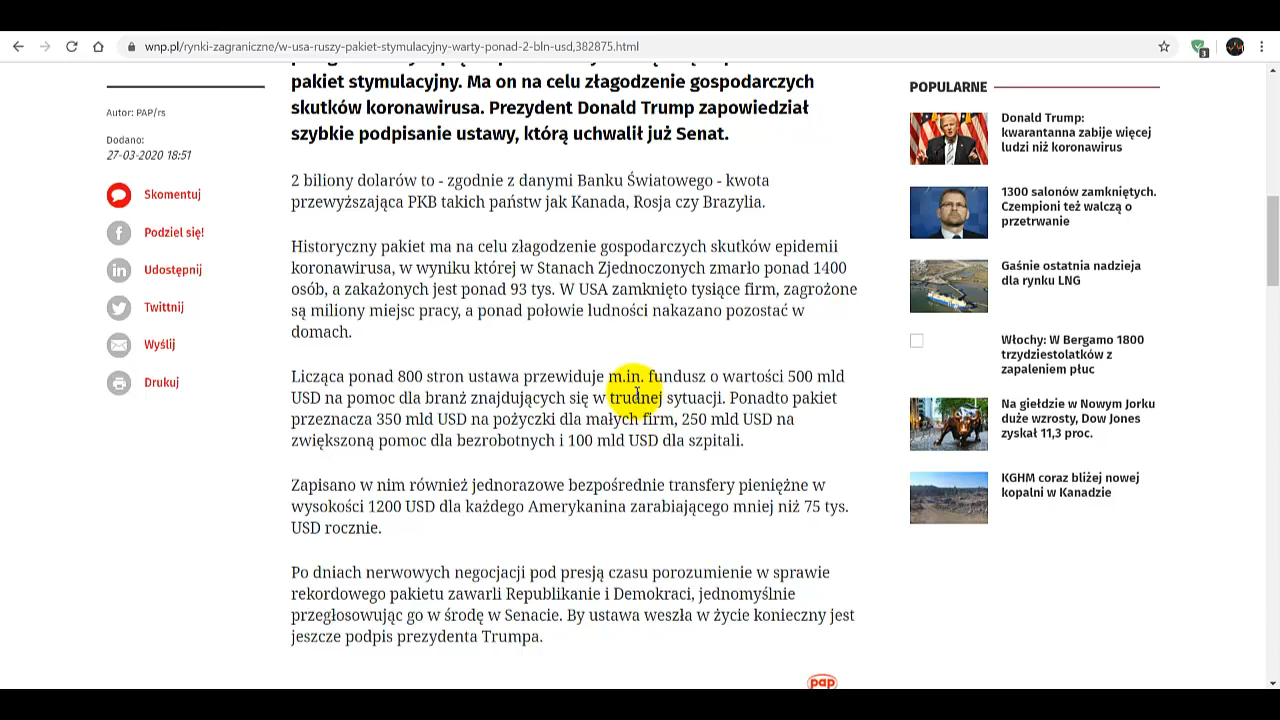 wnp.pl/rynki-zagraniczne/w-usa-ruszy-pakiet-stymulacyjny-warty-ponad-2-bln-usd,382875.html
3
pakiet stymulacyjny. Ma on na celu złagodzenie gospodarczych
skutków koronawirusa. Prezydent Donald Trump zapowiedział
szybkie podpisanie ustawy, którą uchwalił już Senat.
Autor: PAP/rs
Dodano:
27-03-2020 18:51
Skomentuj
Podziel się!
Udostępnij
Twittnij
Wyślij
Drukuj
2 biliony dolarów to - zgodnie z danymi Banku Światowego - kwota
przewyższająca PKB takich państw jak Kanada, Rosja czy Brazylia.
Historyczny pakiet ma na celu złagodzenie gospodarczych skutków epidemii
koronawirusa, w wyniku której w Stanach Zjednoczonych zmarło ponad 1400
osób, a zakażonych jest ponad 93 tys. W USA zamknięto tysiące firm, zagrożone
są miliony miejsc pracy, a ponad połowie ludności nakazano pozostać w
domach.
Licząca ponad 800 stron ustawa przewiduje m.in. fundusz o wartości 500 mld
USD na pomoc dla branż znajdujących się w trudnej sytuacji. Ponadto pakiet
przeznacza 350 mld USD na pożyczki dla małych firm, 250 mld USD na
zwiększoną pomoc dla bezrobotnych i 100 mld USD dla szpitali.
Zapisano w nim również jednorazowe bezpośrednie transfery pieniężne w
wysokości 1200 USD dla każdego Amerykanina zarabiającego mniej niż 75 tys.
USD rocznie.
Po dniach nerwowych negocjacji pod presją czasu porozumienie w sprawie
rekordowego pakietu zawarli Republikanie i Demokraci, jednomyślnie
przegłosowując go w środę w Senacie. By ustawa weszła w życie konieczny jest
jeszcze podpis prezydenta Trumpa.
pap
POPULARNE
Donald Trump:
kwarantanna zabije więcej
ludzi niż koronawirus
1300 salonów zamkniętych.
Czempioni też walczą o
przetrwanie
Gaśnie ostatnia nadzieja
dla rynku LNG
Włochy: W Bergamo 1800
trzydziestolatków z
zapaleniem płuc
Na giełdzie w Nowym Jorku
duże wzrosty, Dow Jones
zyskał 11,3 proc.
KGHM coraz bliżej nowej
kopalni w Kanadzie